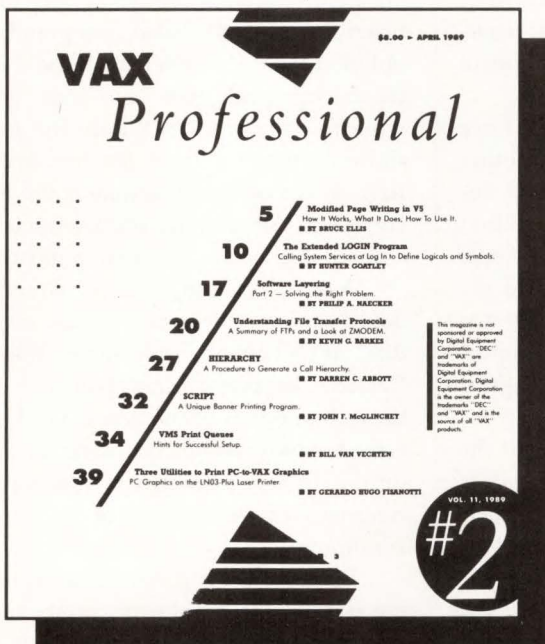 $8.00 ► APRIL 1989
VAX
Professional
5 Modified Page Writing in V5
How It Works, What It Does, How To Use It.
■ BY BRUCE ELLIS
10 The Extended LOGIN Program
Calling System Services at Log In to Define Logicals and Symbols.
■ BY HUNTER GOATLEY
17 Software Layering
Part 2 — Solving the Right Problem.
■ BY PHILIP A. NAECKER
20 Understanding File Transfer Protocols
A Summary of FTPs and a Look at ZMODEM.
■ BY KEVIN G. BARKES
27 HIERARCHY
A Procedure to Generate a Call Hierarchy.
■ BY DARREN C. ABBOTT
32 SCRIPT
A Unique Banner Printing Program.
■ BY JOHN F. McGLINCHEY
34 VMS Print Queues
Hints for Successful Setup.
■ BY BILL VAN VECHTEN
39 Three Utilities to Print PC-to-VAX Graphics
PC Graphics on the LN03-Plus Laser Printer.
■ BY GERARDO HUGO FISANOTTI
This magazine is not
sponsored or approved
by Digital Equipment
Corporation. "DEC"
and "VAX" are
trademarks of
Digital Equipment
Corporation. Digital
Equipment Corporation
is the owner of the
trademarks "DEC"
and "VAX" and is the
source of all "VAX"
products.
VOL. 11, 1989
#2
3